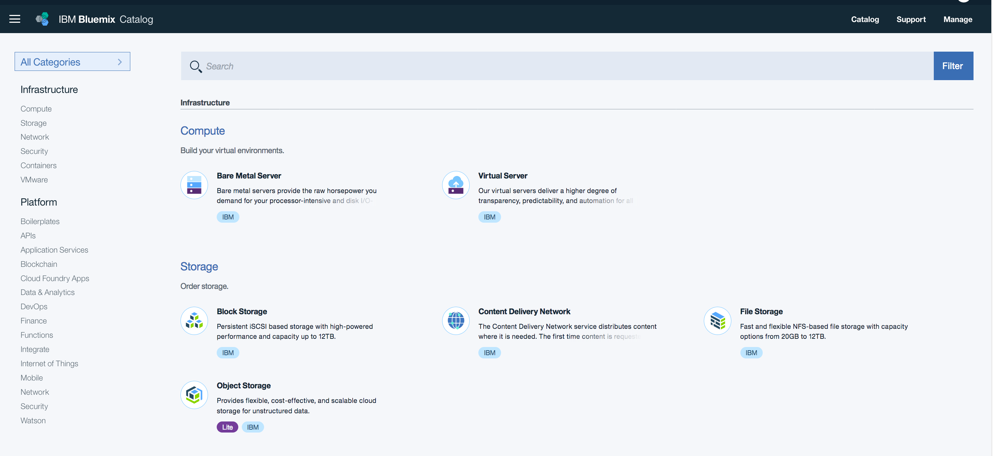 IBM Bluemix Catalog
Catalog
Support
Manage
All Categories
Infrastructure
Compute
Storage
Network
Security
Containers
VMware
Platform
Boilerplates
APIs
Application Services
Blockchain
Cloud Foundry Apps
Data & Analytics
DevOps
Finance
Functions
Integrate
Internet of Things
Mobile
Network
Security
Watson
Search
Filter
Infrastructure
Compute
Build your virtual environments.
Bare Metal Server
Bare metal servers provide the raw horsepower you
demand for your processor-intensive and disk I/O-
IBM
Virtual Server
Our virtual servers deliver a higher degree of
transparency, predictability, and automation for all
IBM
Storage
Order storage.
Block Storage
Persistent iSCSI based storage with high-powered
performance and capacity up to 12TB.
IBM
Content Delivery Network
The Content Delivery Network service distributes content
where it is needed. The first time content is request
IBM
File Storage
Fast and flexible NFS-based file storage with capacity
options from 20GB to 12TB.
IBM
Object Storage
Provides flexible, cost-effective, and scalable cloud
storage for unstructured data.
Lite
IBM